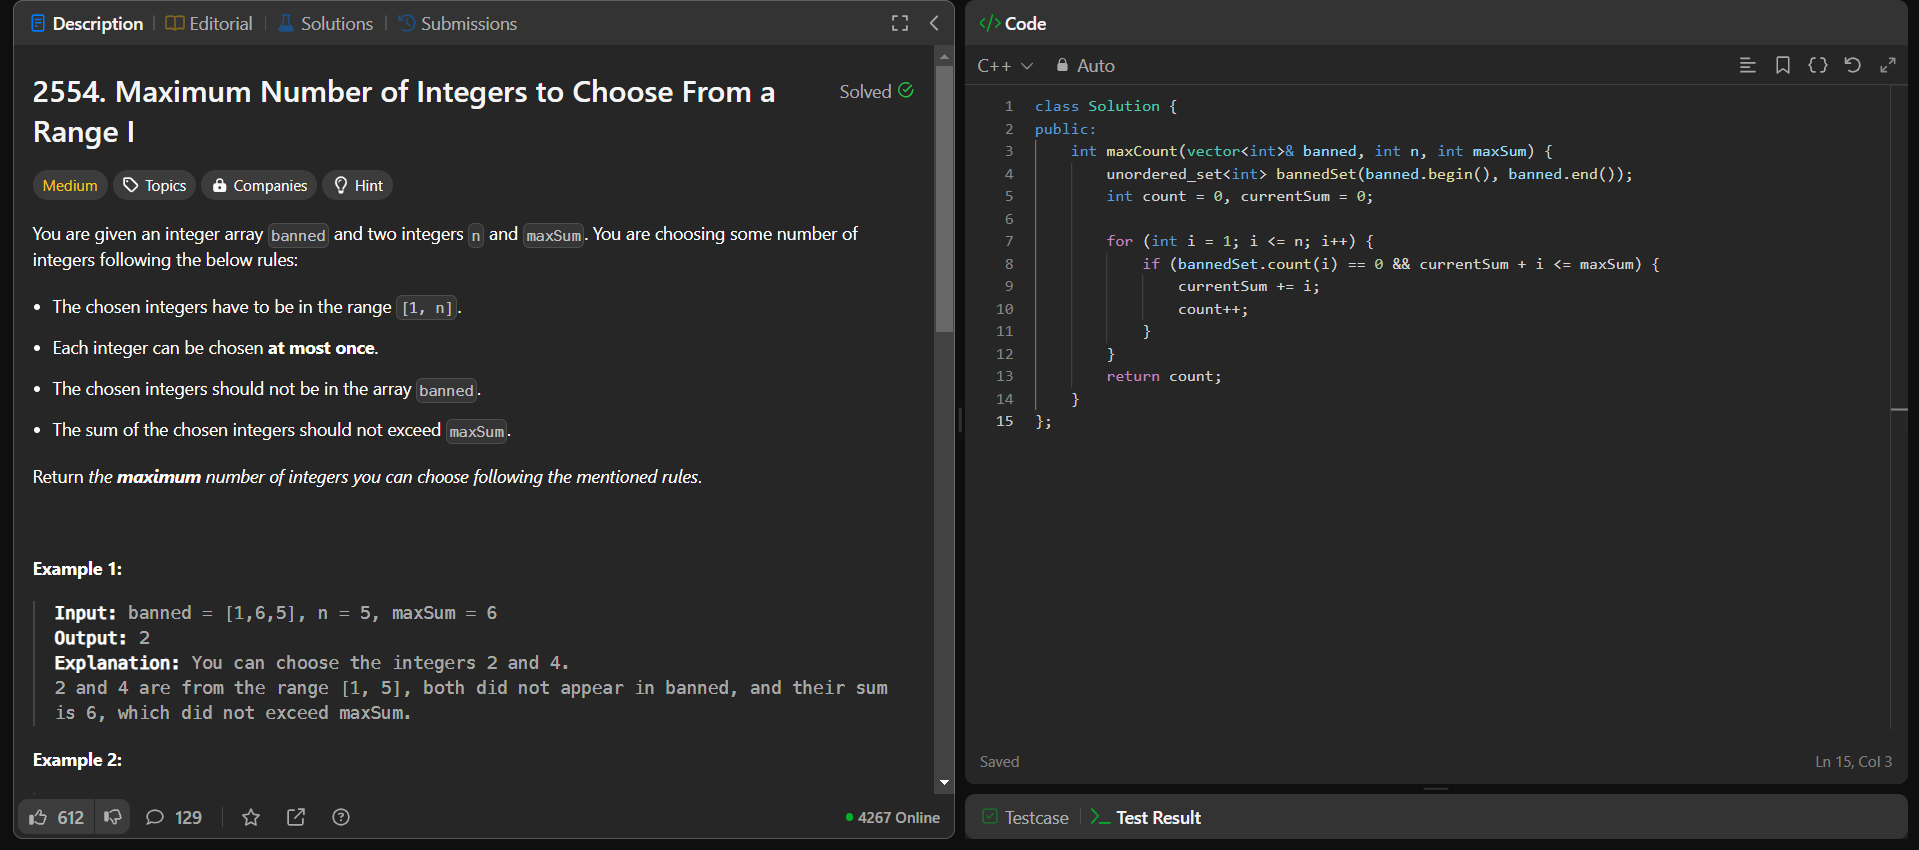 Description | Editorial | Solutions | Submissions
2554. Maximum Number of Integers to Choose From a
Range I
Solved
Medium Topics Companies Hint
You are given an integer array banned and two integers n and maxSum. You are choosing some number of
integers following the below rules:
• The chosen integers have to be in the range [1, n].
• Each integer can be chosen at most once.
• The chosen integers should not be in the array banned.
• The sum of the chosen integers should not exceed maxSum.
Return the maximum number of integers you can choose following the mentioned rules.
Example 1:
Input: banned = [1,6,5], n = 5, maxSum = 6
Output: 2
Explanation: You can choose the integers 2 and 4.
2 and 4 are from the range [1, 5], both did not appear in banned, and their sum
is 6, which did not exceed maxSum.
Example 2:
612 129 4267 Online
</> Code
C++ Auto
1 class Solution {
2 public:
3     int maxCount(vector<int>& banned, int n, int maxSum) {
4         unordered_set<int> bannedSet(banned.begin(), banned.end());
5         int count = 0, currentSum = 0;
6
7         for (int i = 1; i <= n; i++) {
8             if (bannedSet.count(i) == 0 && currentSum + i <= maxSum) {
9                 currentSum += i;
10                 count++;
11             }
12         }
13         return count;
14     }
15 };
Saved Ln 15, Col 3
Testcase | Test Result